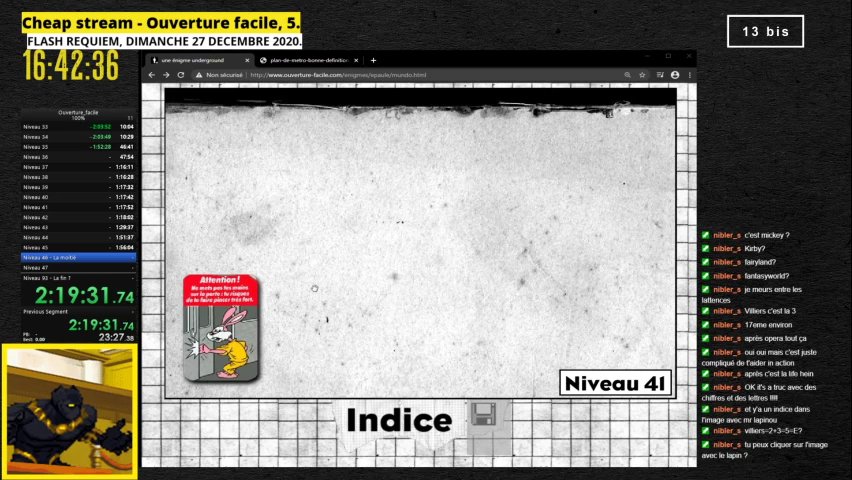 Cheap stream - Ouverture facile, 5.
FLASH REQUIEM, DIMANCHE 27 DECEMBRE 2020.
16:42:36
13 bis
une énigme underground
plan-de-metro-bonne-definition
Non sécurisé
http://www.ouverture-facile.com/enigmes/epaule/mundo.html
Ouverture_facile
100%
11
Niveau 33 -2:03:52 10:04
Niveau 34 -2:03:49 10:29
Niveau 35 -1:52:28 46:41
Niveau 36 - 47:54
Niveau 37 - 1:16:11
Niveau 38 - 1:16:28
Niveau 39 - 1:17:32
Niveau 40 - 1:17:42
Niveau 41 - 1:17:52
Niveau 42 - 1:18:02
Niveau 43 - 1:29:37
Niveau 44 - 1:51:37
Niveau 45 - 1:56:04
Niveau 46 - La moitié -
Niveau 47 -
Niveau 93 - La fin ? -
2:19:31.74
Previous Segment -
2:19:31.74
PB: -
Best: 0.00
23:27.38
Attention !
Ne mets pas tes mains
sur la porte : tu risques
de te faire pincer très fort.
Niveau 41
Indice
nibler_s c'est mickey ?
nibler_s Kirby?
nibler_s fairyland?
nibler_s fantasyworld?
nibler_s je meurs entre les
lattences
nibler_s Villiers c'est la 3
nibler_s 17eme environ
nibler_s après opera tout ça
nibler_s oui oui mais c'est juste
compliqué de t'aider in action
nibler_s après c'est la life hein
nibler_s OK it's a truc avec des
chiffres et des lettres !!!!
nibler_s et y'a un indice dans
l'image avec mr lapinou
nibler_s villiers=2+3=5=E?
nibler_s tu peux cliquer sur l'image
avec le lapin ?